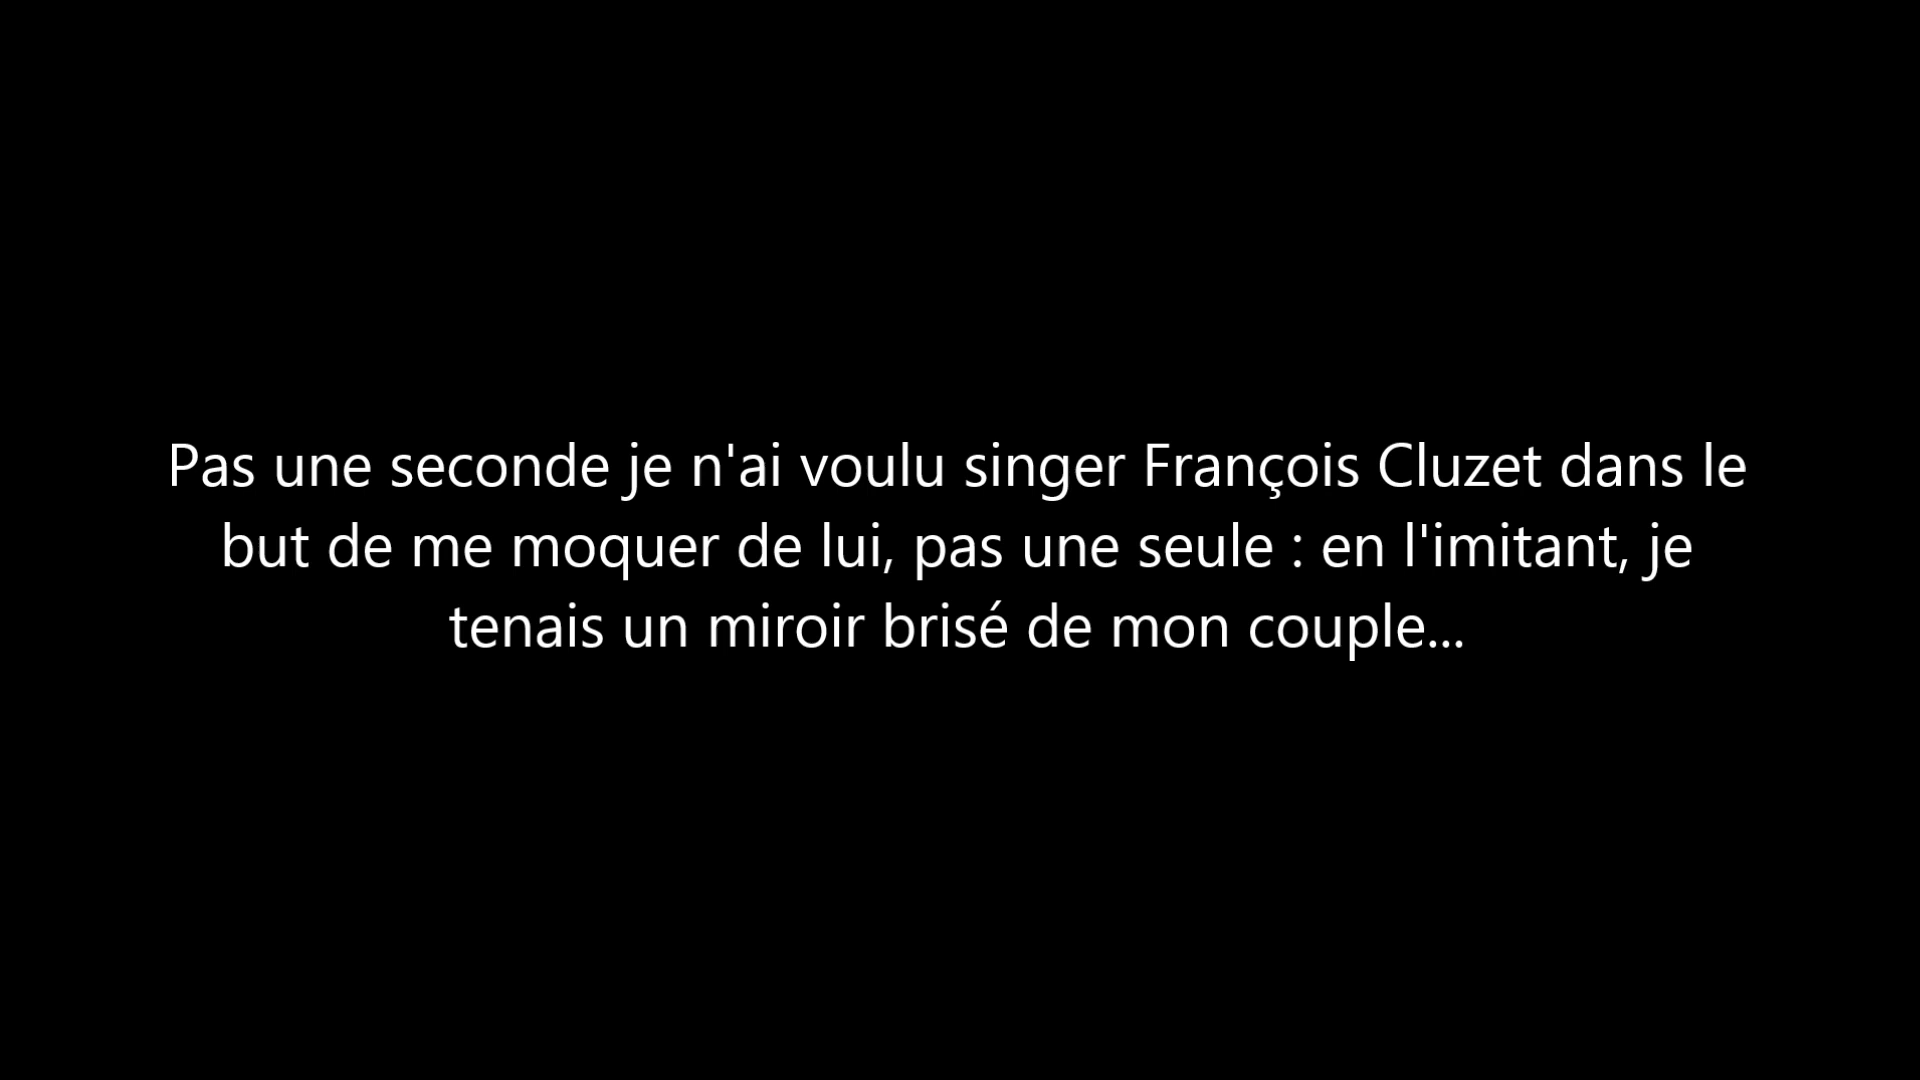 Pas une seconde je n'ai voulu singer François Cluzet dans le
but de me moquer de lui, pas une seule : en l'imitant, je
tenais un miroir brisé de mon couple...